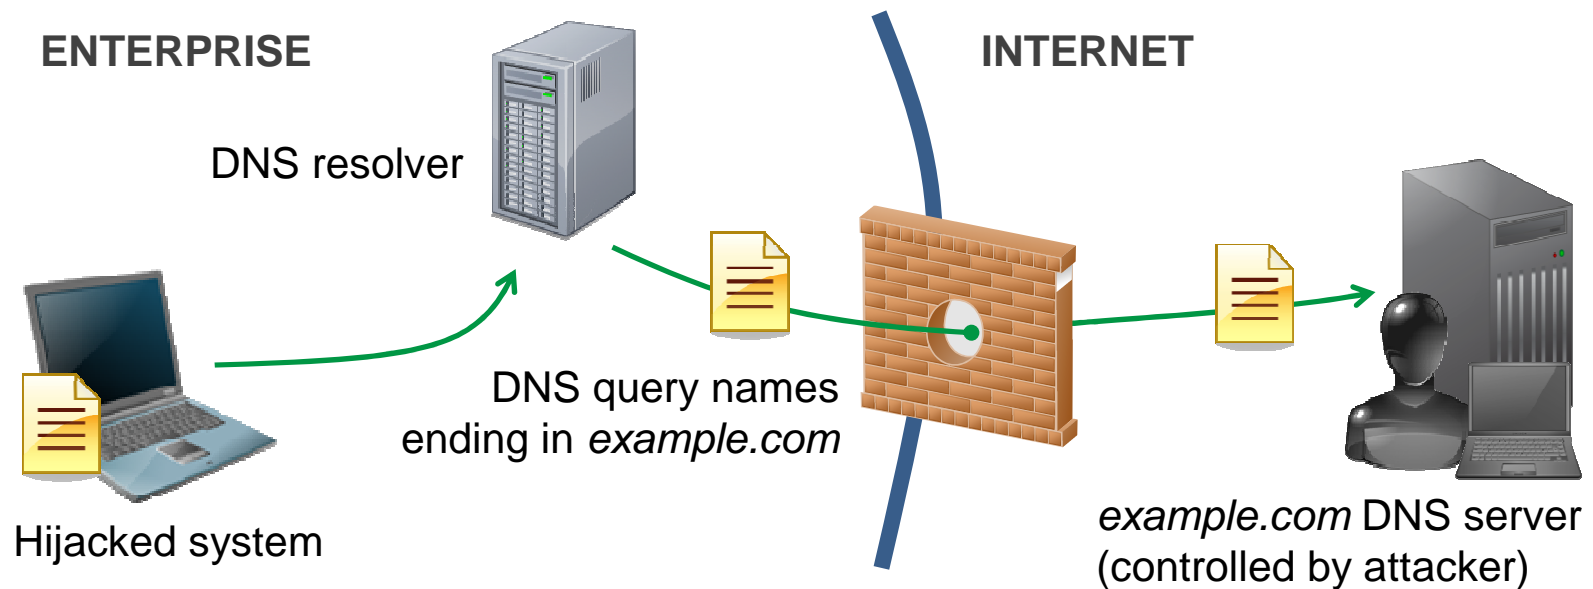 ENTERPRISE
INTERNET
DNS resolver
DNS query names
ending in example.com
Hijacked system
example.com DNS server
(controlled by attacker)